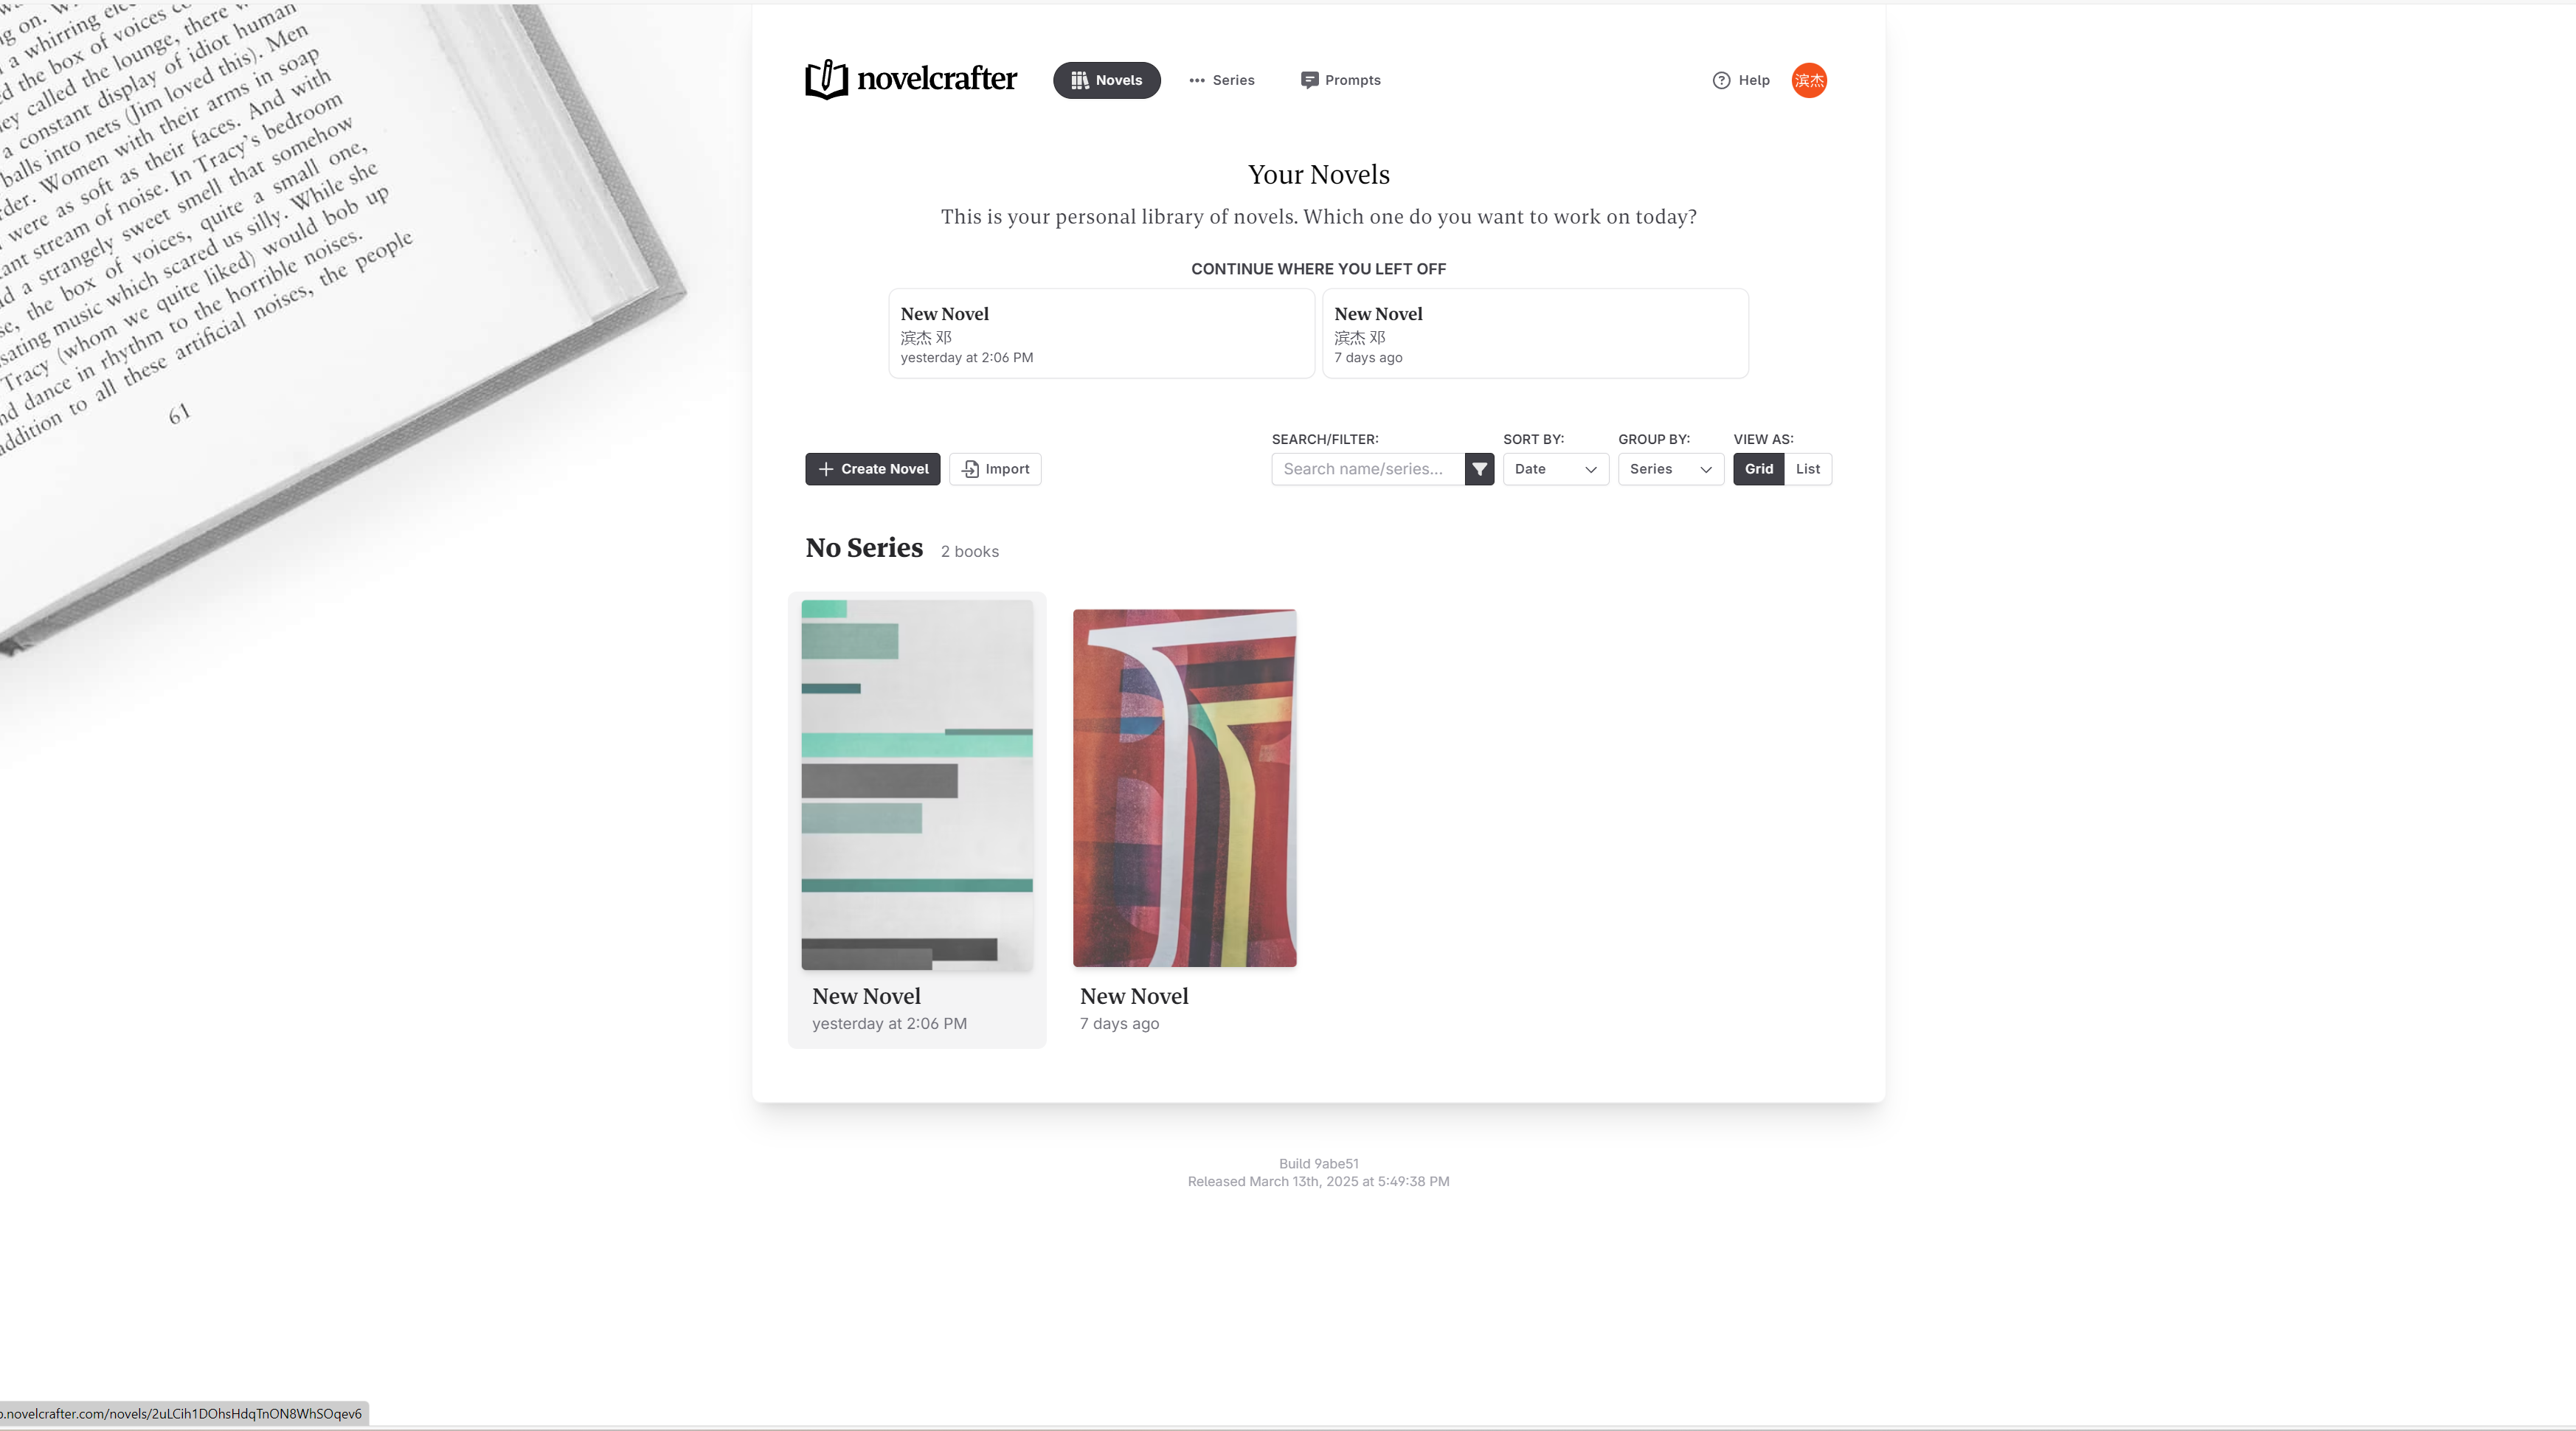 a whirring
ed the box of voices
ey called the lounge, there
a constant display of idiot human
balls into nets (Jim loved this). Men
rder. Women with their arms in soap
were as soft as their faces. And with
ant stream of noise. In Tracy's bedroom
d a strangely sweet smell that somehow
se, the box of voices, quite a small one,
sating music which scared us silly. While she
Tracy (whom we quite liked) would bob up
nd dance in rhythm to the horrible noises.
ddition to all these artificial noises, the people
61
novelcrafter
Novels
Series
Prompts
Help
滨杰
Your Novels
This is your personal library of novels. Which one do you want to work on today?
CONTINUE WHERE YOU LEFT OFF
New Novel
滨杰 邓
yesterday at 2:06 PM
New Novel
滨杰 邓
7 days ago
Create Novel
Import
SEARCH/FILTER:
Search name/series...
SORT BY:
Date
GROUP BY:
Series
VIEW AS:
Grid
List
No Series 2 books
New Novel
yesterday at 2:06 PM
New Novel
7 days ago
Build 9abe51
Released March 13th, 2025 at 5:49:38 PM
.novelcrafter.com/novels/2uLCih1DOhsHdqTnON8WhSOqev6